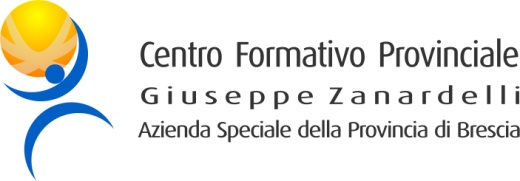 Centro Formativo Provinciale
Giuseppe Zanardelli
Azienda Speciale della Provincia di Brescia